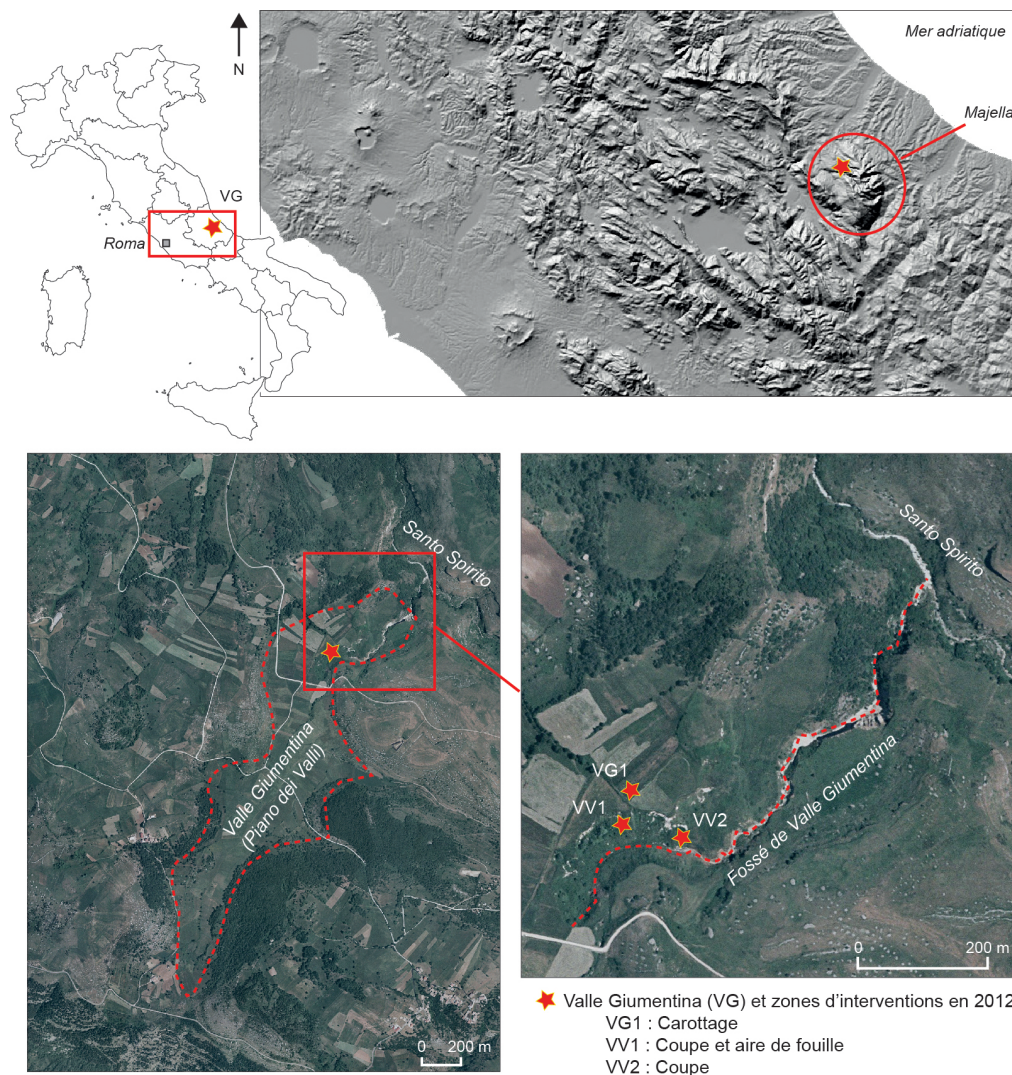 N
VG
Roma
Mer adriatique
Majella
Santo Spirito
Valle Giumentina
(Piano dei Valli)
0 200 m
Santo Spirito
VG1
VV1
VV2
Fossé de Valle Giumentina
0 200 m
Valle Giumentina (VG) et zones d'interventions en 2012
VG1 : Carottage
VV1 : Coupe et aire de fouille
VV2 : Coupe